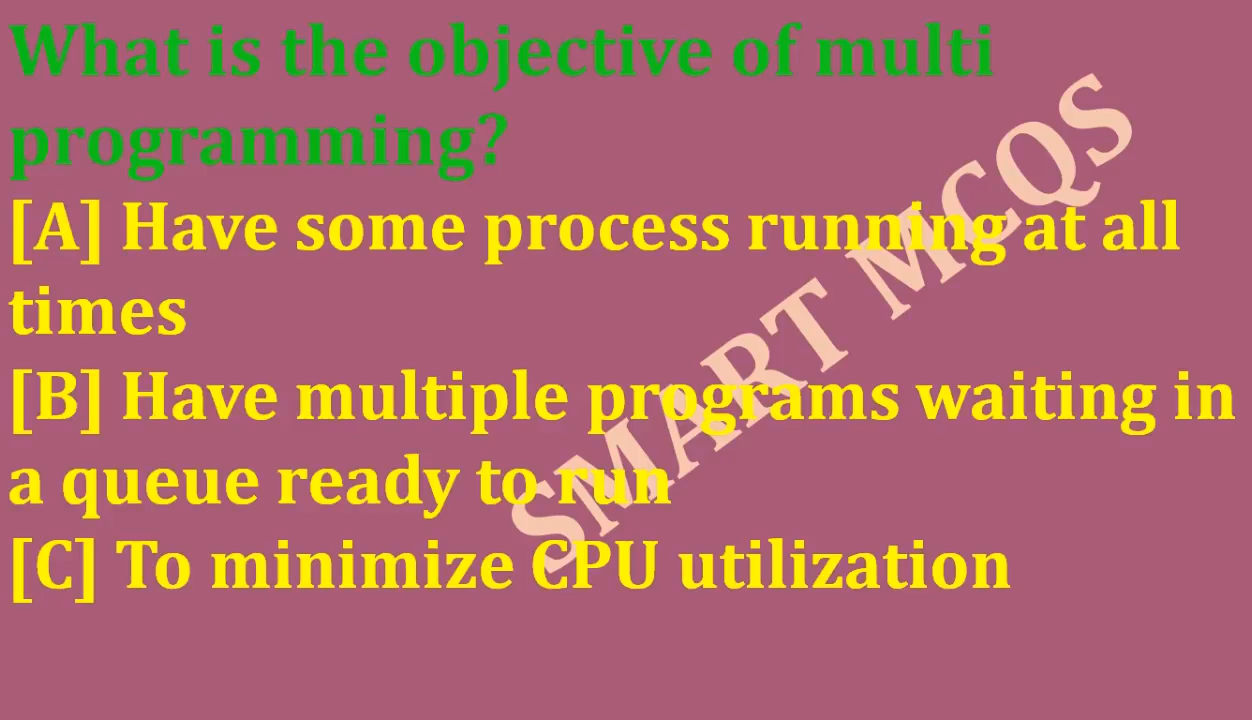 What is the objective of multi
programming?
[A] Have some process running at all
times
[B] Have multiple programs waiting in
a queue ready to run
[C] To minimize CPU utilization
SMART MCQS